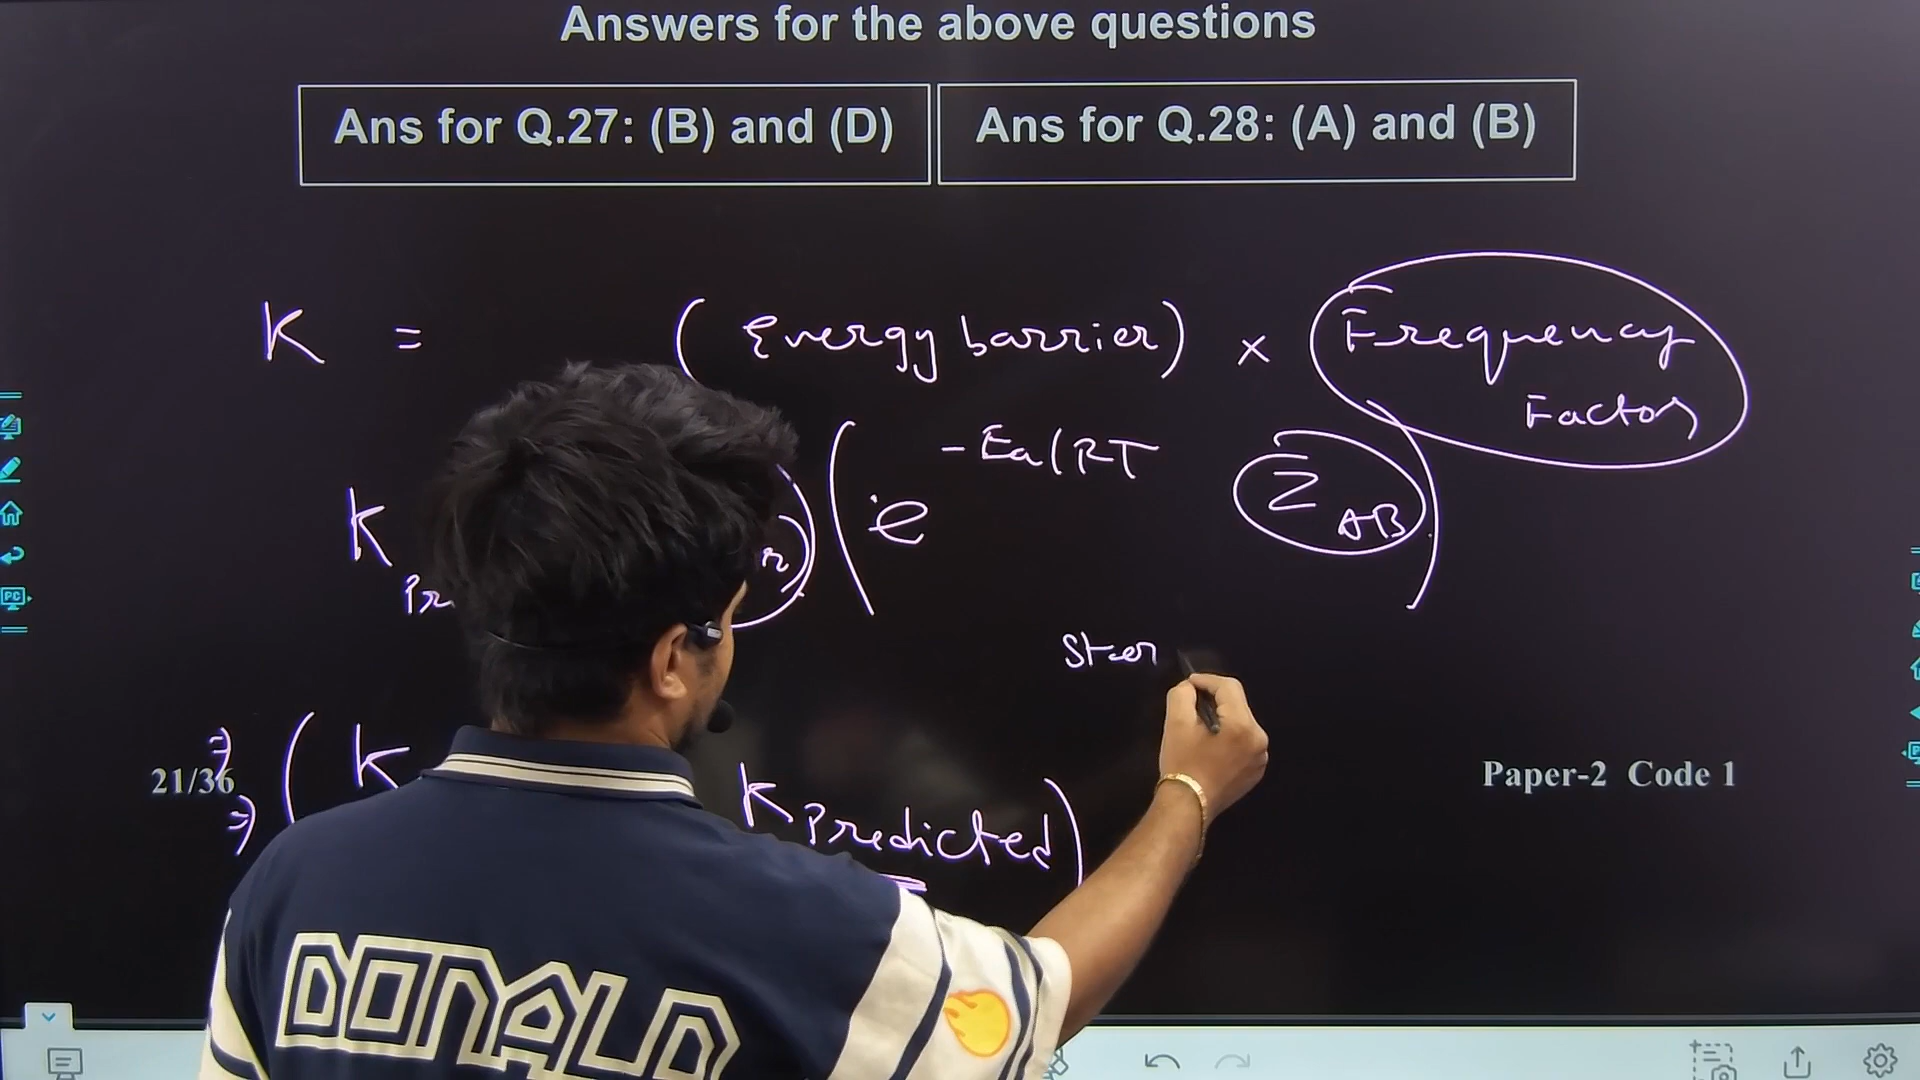 Answers for the above questions
Ans for Q.27: (B) and (D) Ans for Q.28: (A) and (B)
K = (Energy barrier) × Frequency
Factor
K (e -Ea/RT Z AB)
Ster
⇒ (K
21/36
K Predicted)
Paper-2 Code 1
DONALD